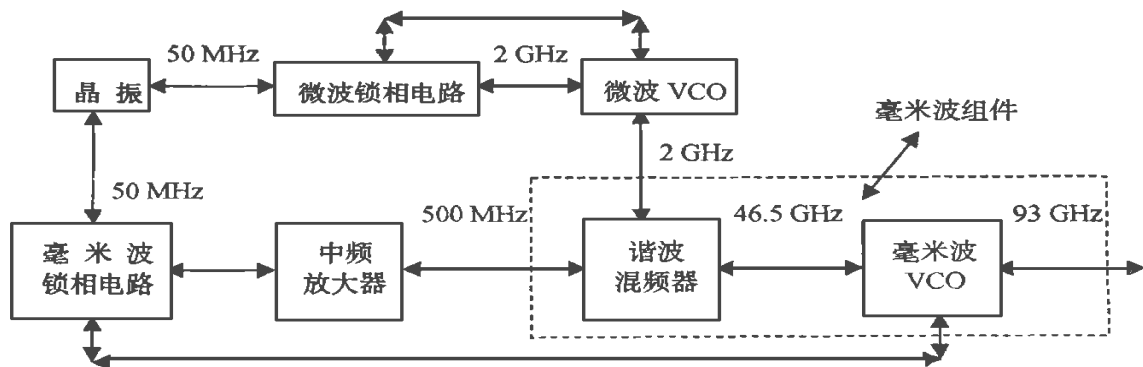 50 MHz
2 GHz
晶 振
微波锁相电路
微波 VCO
毫米波组件
2 GHz
50 MHz
500 MHz
46.5 GHz
93 GHz
毫 米 波
锁相电路
中频
放大器
谐波
混频器
毫米波
VCO